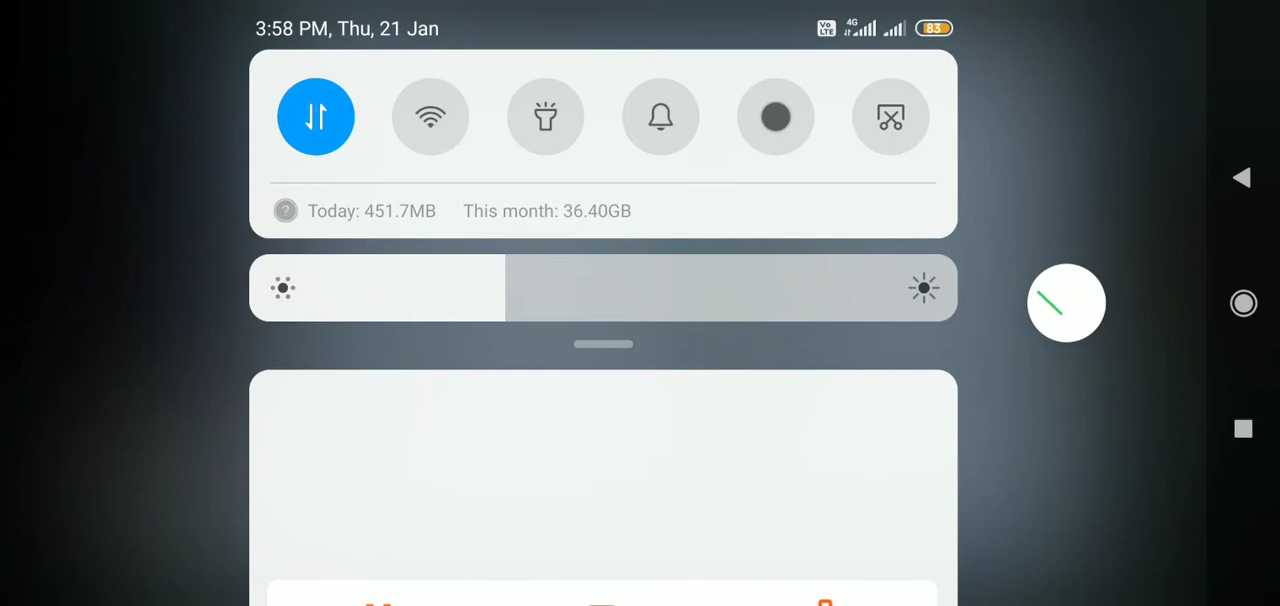 3:58 PM, Thu, 21 Jan
Vo LTE 4G 83
Today: 451.7MB This month: 36.40GB